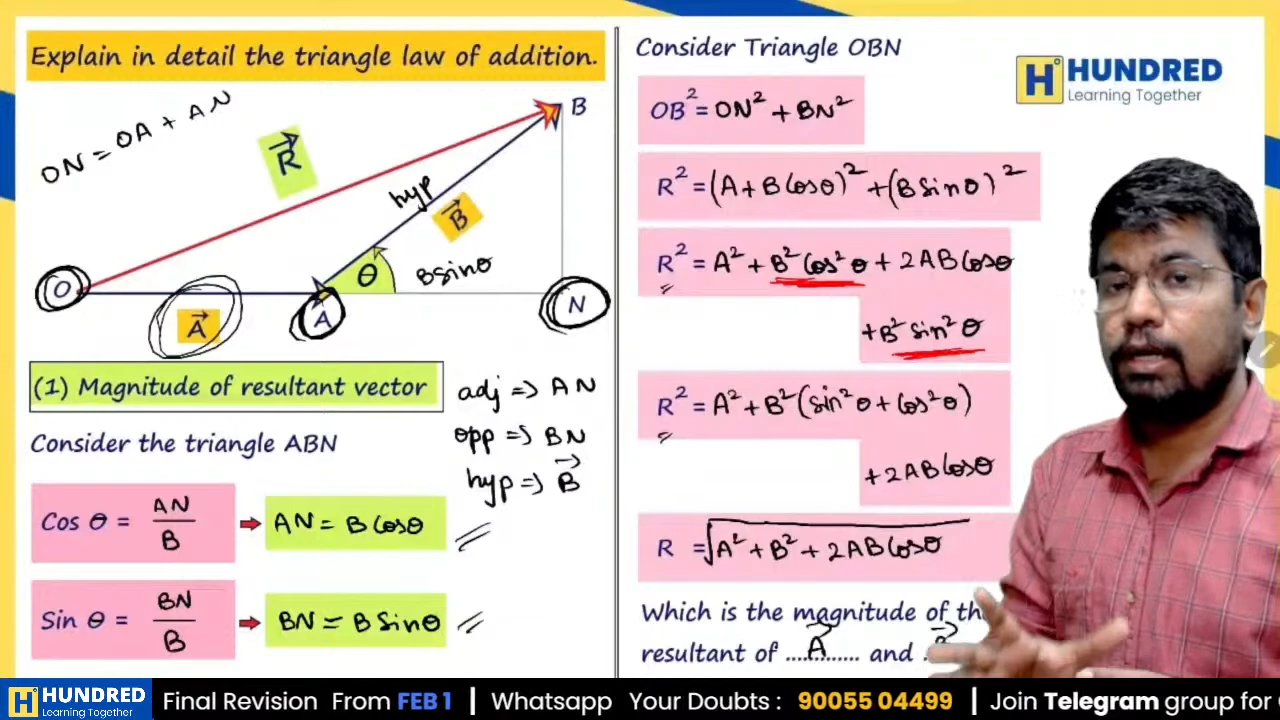 Explain in detail the triangle law of addition.
ON = OA + AN
R
B
hyp
B
θ
BSinθ
O
A
A
N
(1) Magnitude of resultant vector
adj => AN
opp => BN
hyp => B
Consider the triangle ABN
Cos θ = AN/B
AN = B Cosθ
Sin θ = BN/B
BN = B Sinθ
Consider Triangle OBN
OB² = ON² + BN²
R² = (A + B Cosθ)² + (B Sinθ)²
R² = A² + B² Cos² θ + 2AB Cosθ
+ B² Sin² θ
R² = A² + B² (Sin² θ + Cos² θ)
+ 2AB Cosθ
R = √A² + B² + 2AB Cosθ
Which is the magnitude of th
resultant of ....A....... and
HUNDRED
Learning Together
HUNDRED
Learning Together
Final Revision From FEB 1 | Whatsapp Your Doubts : 90055 04499 | Join Telegram group for